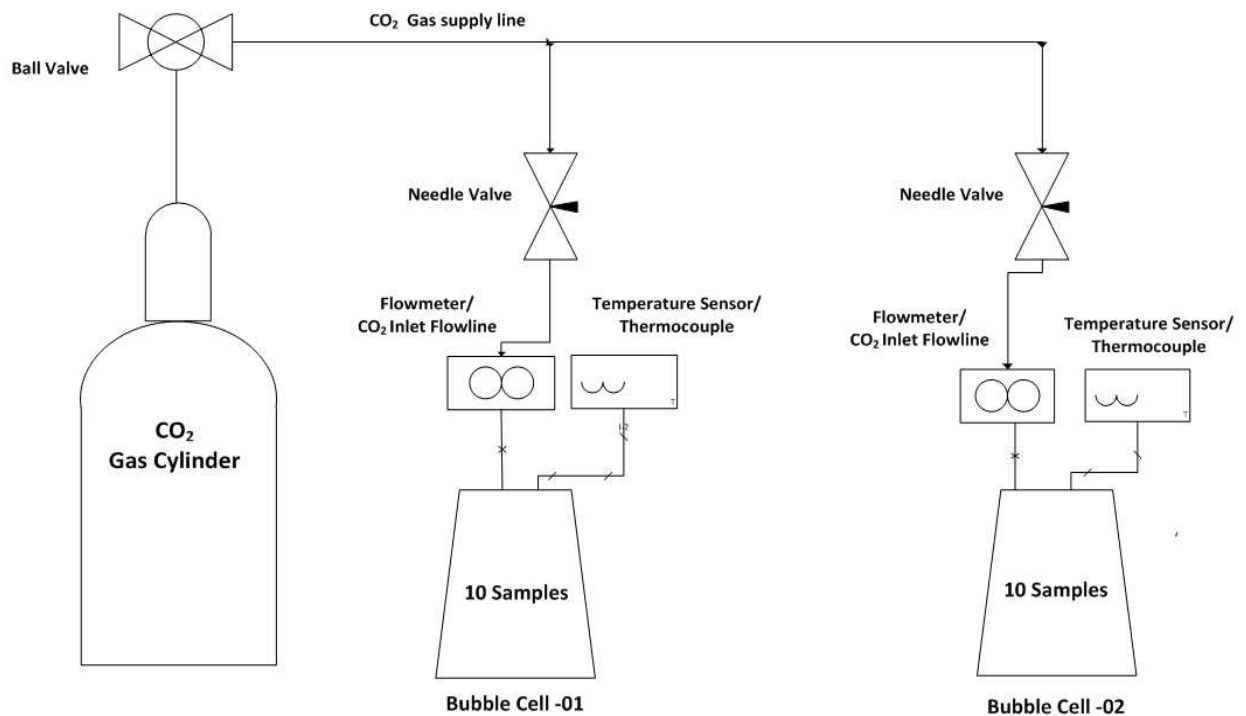 CO₂ Gas supply line
Ball Valve
Needle Valve
Needle Valve
Flowmeter/
CO₂ Inlet Flowline
Temperature Sensor/
Thermocouple
Flowmeter/
CO₂ Inlet Flowline
Temperature Sensor/
Thermocouple
T
T
CO₂
Gas Cylinder
10 Samples
10 Samples
Bubble Cell -01
Bubble Cell -02